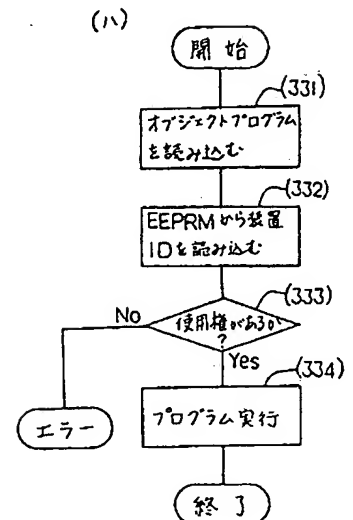 (ハ)
開始
(331)
オブジェクトプログラム
を読み込む
(332)
EEPRMから装置
IDを読み込む
(333)
使用権があるか
?
No
Yes
(334)
エラー
プログラム実行
終了